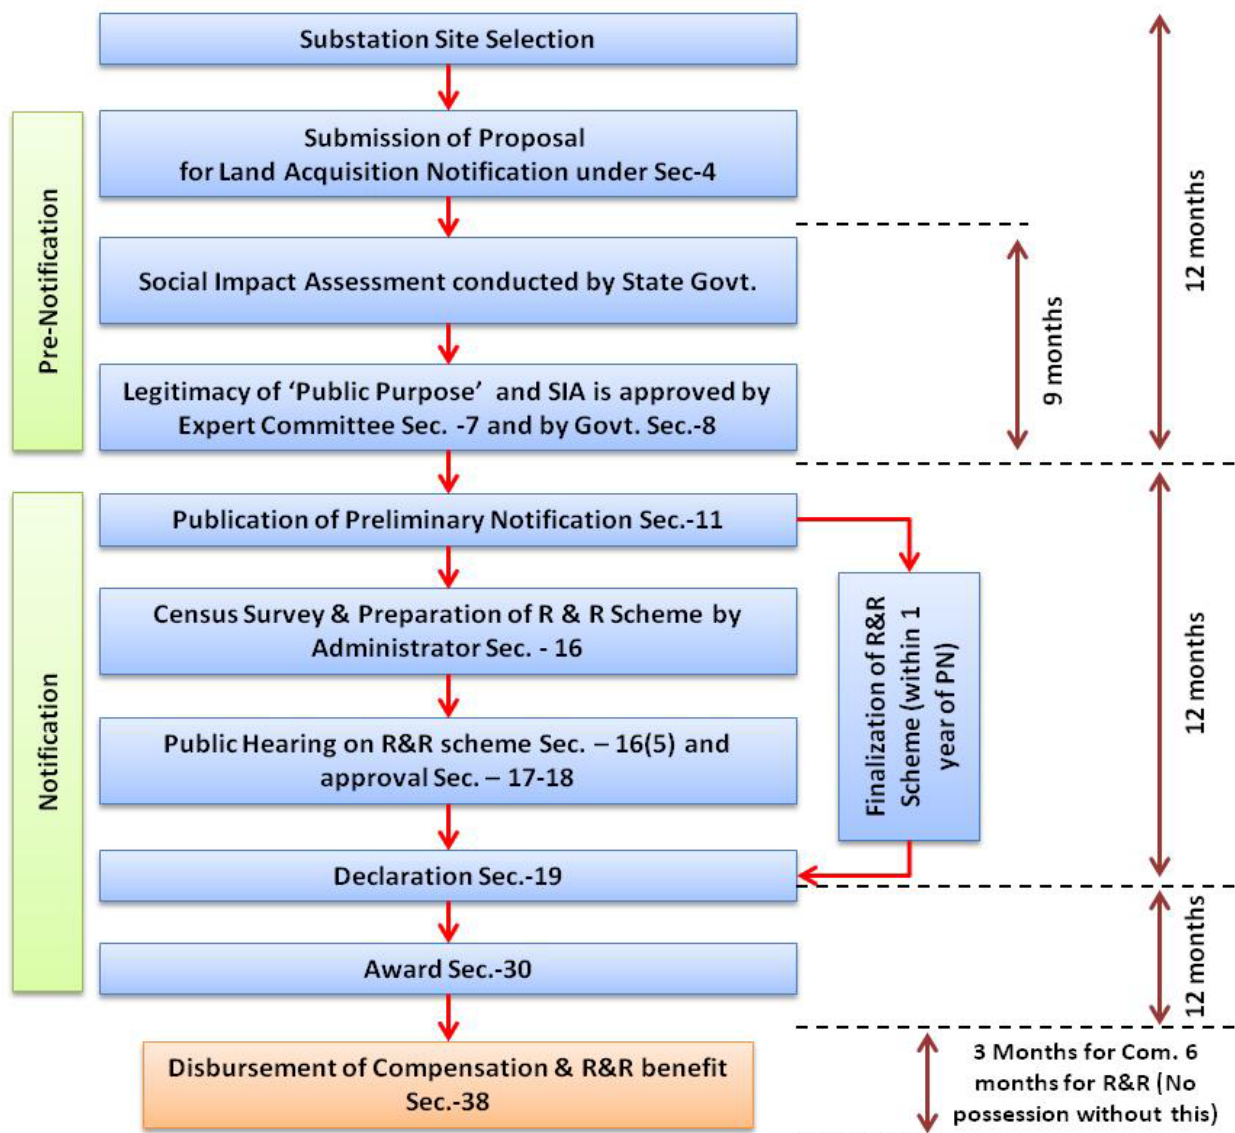 Substation Site Selection
Submission of Proposal
for Land Acquisition Notification under Sec-4
Pre-Notification
Social Impact Assessment conducted by State Govt.
Legitimacy of ‘Public Purpose’ and SIA is approved by
Expert Committee Sec. -7 and by Govt. Sec.-8
9 months
12 months
Publication of Preliminary Notification Sec.-11
Census Survey & Preparation of R & R Scheme by
Administrator Sec. - 16
Notification
Public Hearing on R&R scheme Sec. – 16(5) and
approval Sec. – 17-18
Finalization of R&R
Scheme (within 1
year of PN)
12 months
Declaration Sec.-19
Award Sec.-30
12 months
Disbursement of Compensation & R&R benefit
Sec.-38
3 Months for Com. 6
months for R&R (No
possession without this)